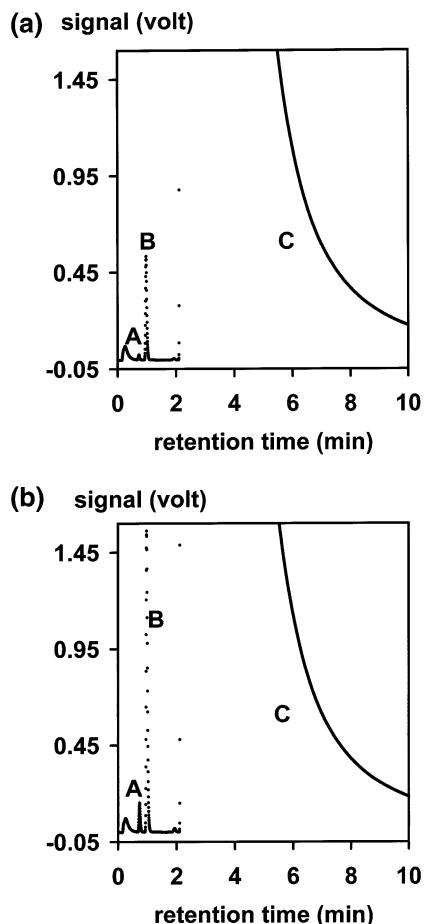 (a) signal (volt)
1.45
0.95
0.45
-0.05
A
B
C
0 2 4 6 8 10
retention time (min)
(b) signal (volt)
1.45
0.95
0.45
-0.05
A
B
C
0 2 4 6 8 10
retention time (min)